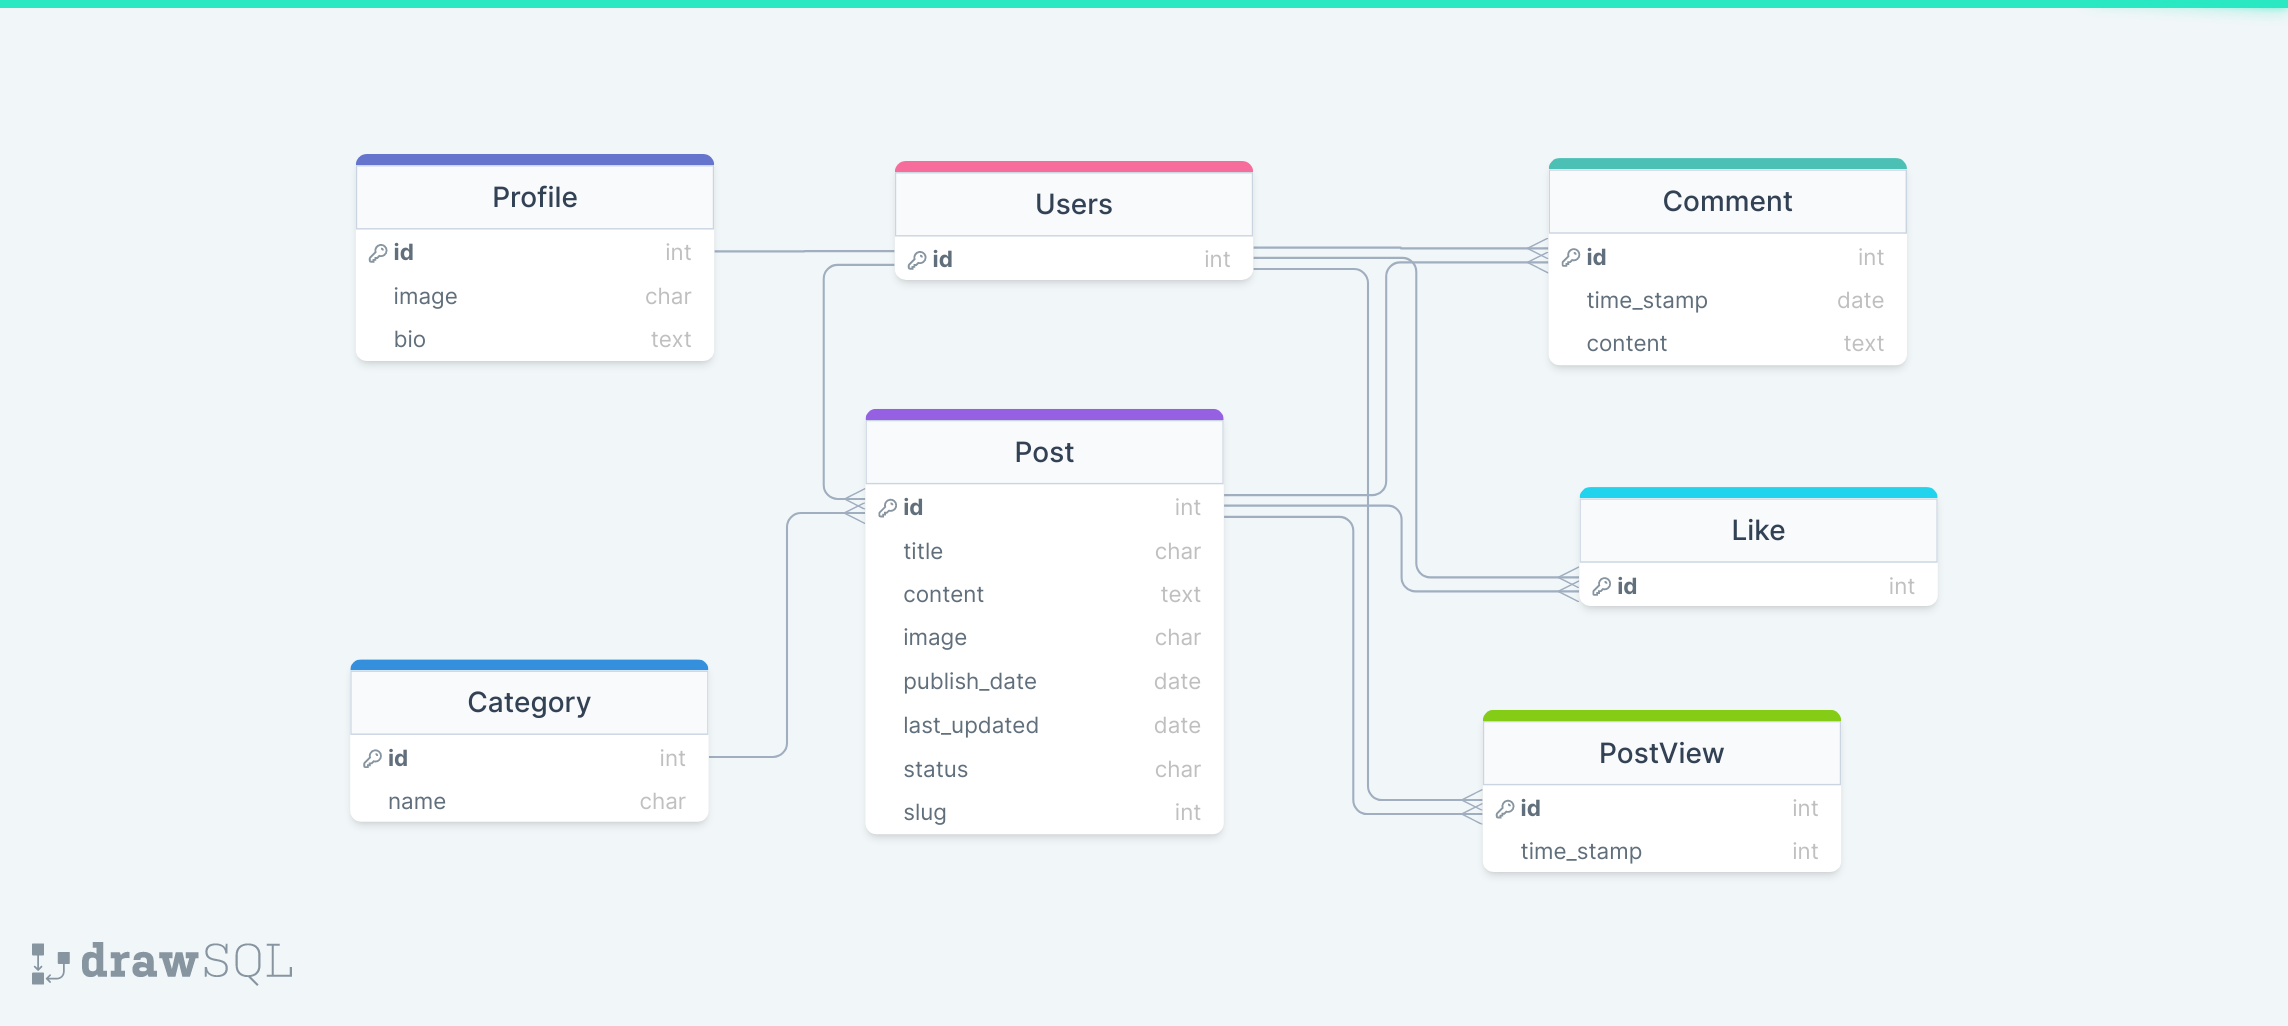 Profile
id int
image char
bio text
Users
id int
Comment
id int
time_stamp date
content text
Post
id int
title char
content text
image char
publish_date date
last_updated date
status char
slug int
Like
id int
Category
id int
name char
PostView
id int
time_stamp int
drawSQL